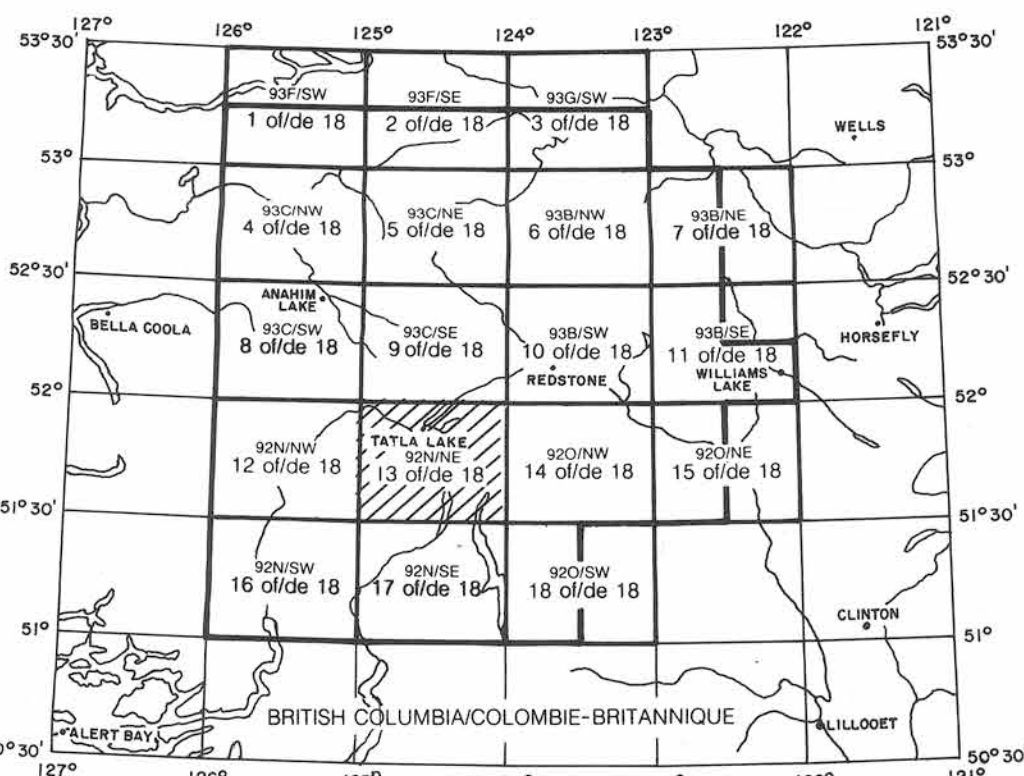 127° 126° 125° 124° 123° 122° 121°
53°30' 53°30'
93F/SW 93F/SE 93G/SW
1 of/de 18 2 of/de 18 3 of/de 18
WELLS
53° 53°
93C/NW 93C/NE 93B/NW 93B/NE
4 of/de 18 5 of/de 18 6 of/de 18 7 of/de 18
52°30' 52°30'
ANAHIM
LAKE
BELLA COOLA
HORSEFLY
93C/SW 93C/SE 93B/SW 93B/SE
8 of/de 18 9 of/de 18 10 of/de 18 11 of/de 18
REDSTONE
WILLIAMS
LAKE
52° 52°
TATLA LAKE
92N/NW 92N/NE 92O/NW 92O/NE
12 of/de 18 13 of/de 18 14 of/de 18 15 of/de 18
51°30' 51°30'
92N/SW 92N/SE 92O/SW
16 of/de 18 17 of/de 18 18 of/de 18
CLINTON
51° 51°
BRITISH COLUMBIA/COLOMBIE-BRITANNIQUE
LILLOOET
ALERT BAY
0°30' 50°30'
127°